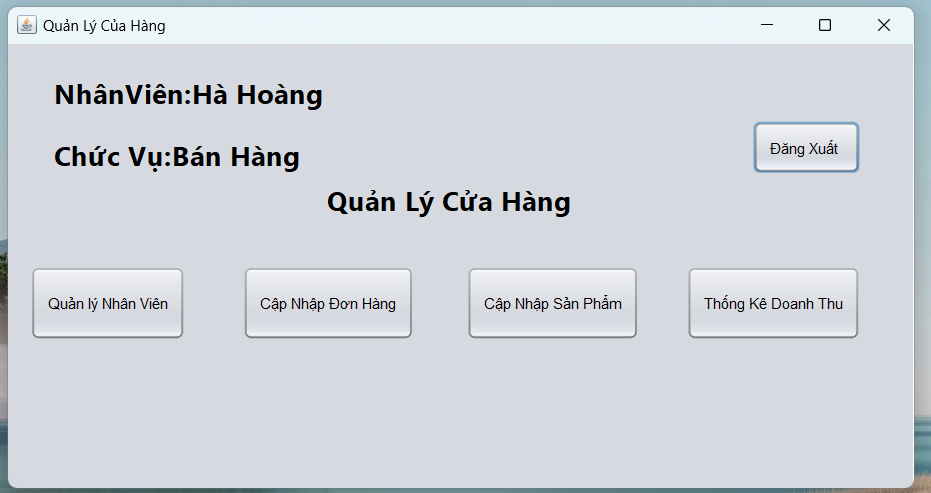 Quản Lý Của Hàng
NhânViên:Hà Hoàng
Chức Vụ:Bán Hàng
Đăng Xuất
Quản Lý Cửa Hàng
Quản lý Nhân Viên
Cập Nhập Đơn Hàng
Cập Nhập Sản Phẩm
Thống Kê Doanh Thu